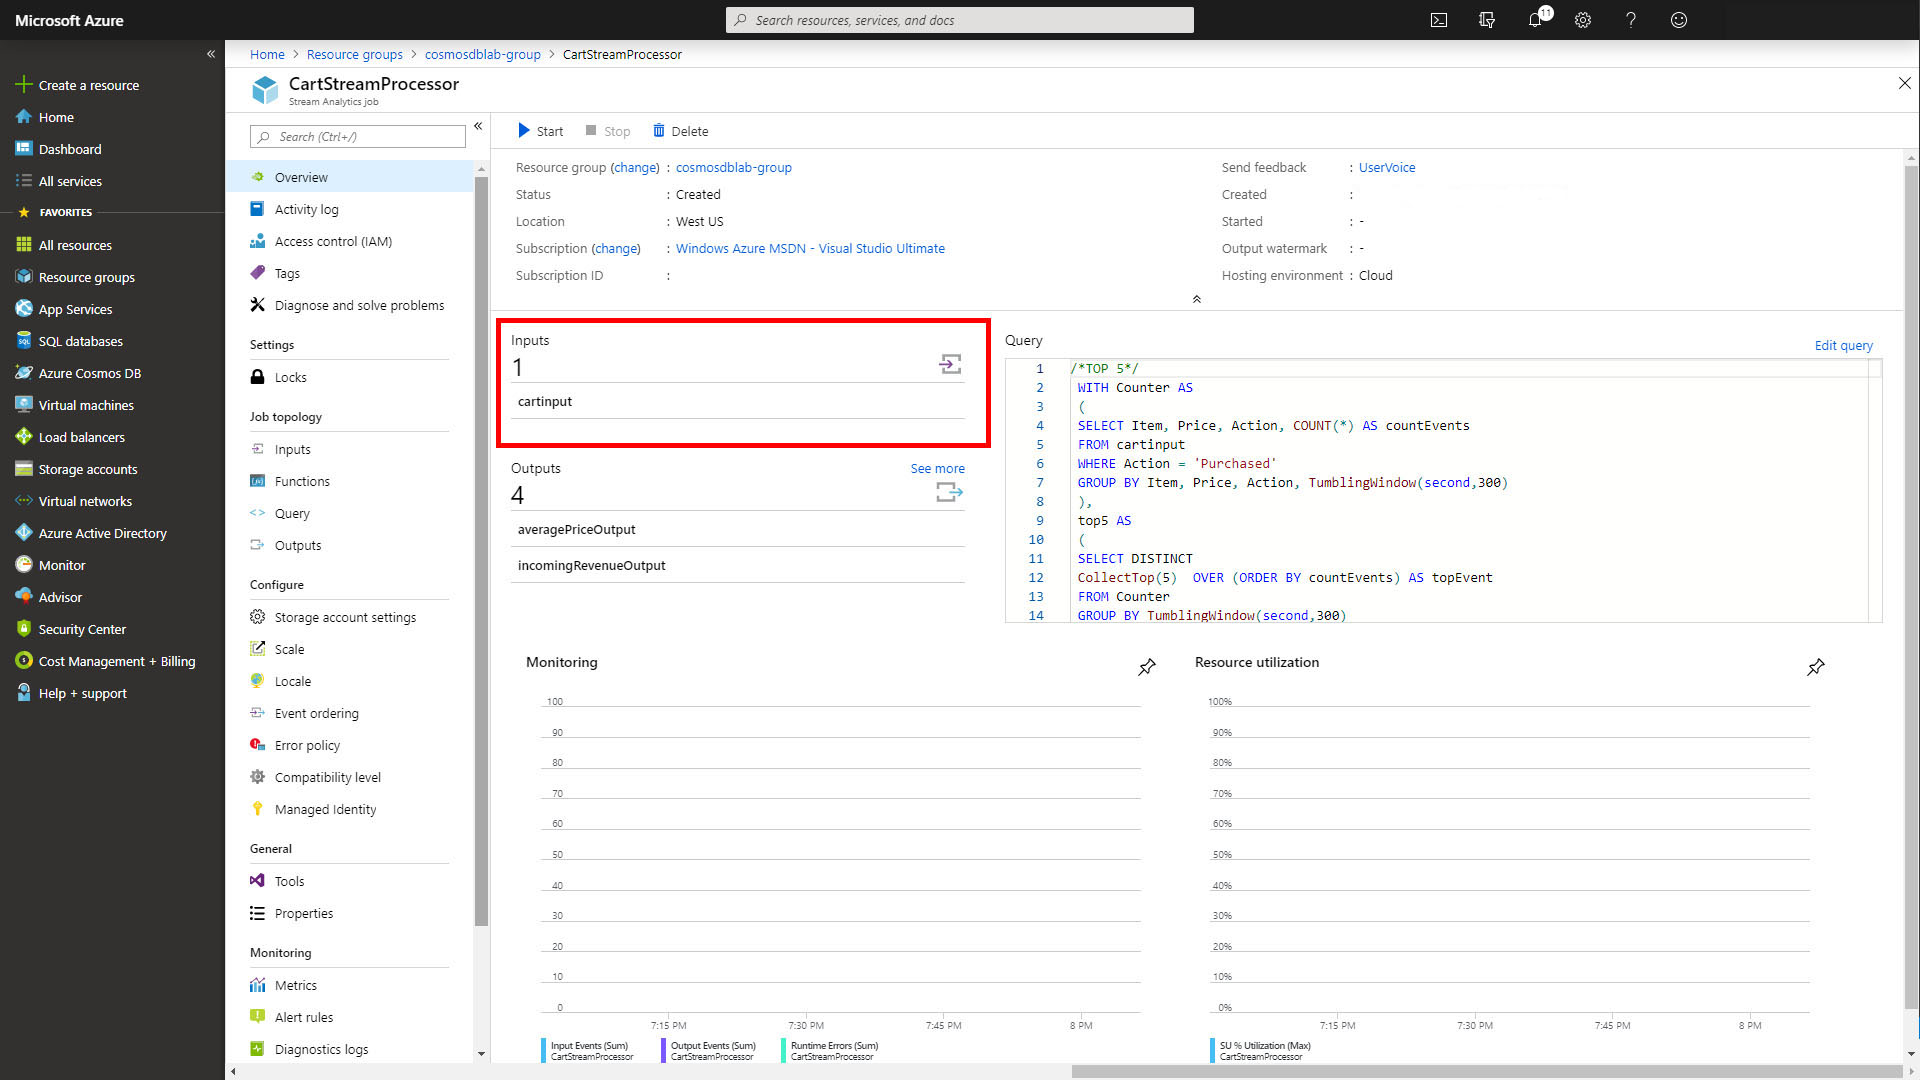 Microsoft Azure
Search resources, services, and docs
11
Create a resource
Home
Dashboard
All services
FAVORITES
All resources
Resource groups
App Services
SQL databases
Azure Cosmos DB
Virtual machines
Load balancers
Storage accounts
Virtual networks
Azure Active Directory
Monitor
Advisor
Security Center
Cost Management + Billing
Help + support
Home > Resource groups > cosmosdblab-group > CartStreamProcessor
CartStreamProcessor
Stream Analytics job
Search (Ctrl+/)
Overview
Activity log
Access control (IAM)
Tags
Diagnose and solve problems
Settings
Locks
Job topology
Inputs
Functions
Query
Outputs
Configure
Storage account settings
Scale
Locale
Event ordering
Error policy
Compatibility level
Managed Identity
General
Tools
Properties
Monitoring
Metrics
Alert rules
Diagnostics logs
Start Stop Delete
Resource group (change) : cosmosdblab-group
Status : Created
Location : West US
Subscription (change) : Windows Azure MSDN - Visual Studio Ultimate
Subscription ID :
Send feedback : UserVoice
Created :
Started : -
Output watermark : -
Hosting environment : Cloud
Inputs
1
cartinput
Outputs See more
4
averagePriceOutput
incomingRevenueOutput
Query Edit query
1 /*TOP 5*/
2 WITH Counter AS
3 (
4 SELECT Item, Price, Action, COUNT(*) AS countEvents
5 FROM cartinput
6 WHERE Action = 'Purchased'
7 GROUP BY Item, Price, Action, TumblingWindow(second,300)
8 ),
9 top5 AS
10 (
11 SELECT DISTINCT
12 CollectTop(5)  OVER (ORDER BY countEvents) AS topEvent
13 FROM Counter
14 GROUP BY TumblingWindow(second,300)
Monitoring
100
90
80
70
60
50
40
30
20
10
0
7:15 PM 7:30 PM 7:45 PM 8 PM
Input Events (Sum) Output Events (Sum) Runtime Errors (Sum)
CartStreamProcessor CartStreamProcessor CartStreamProcessor
Resource utilization
100%
90%
80%
70%
60%
50%
40%
30%
20%
10%
0%
7:15 PM 7:30 PM 7:45 PM 8 PM
SU % Utilization (Max)
CartStreamProcessor